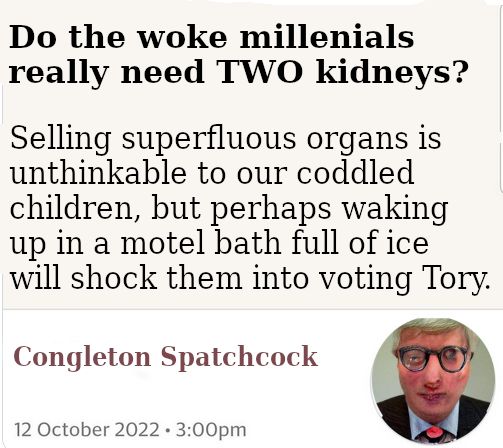 Do the woke millenials
really need TWO kidneys?
Selling superfluous organs is
unthinkable to our coddled
children, but perhaps waking
up in a motel bath full of ice
will shock them into voting Tory.
Congleton Spatchcock
12 October 2022 • 3:00pm